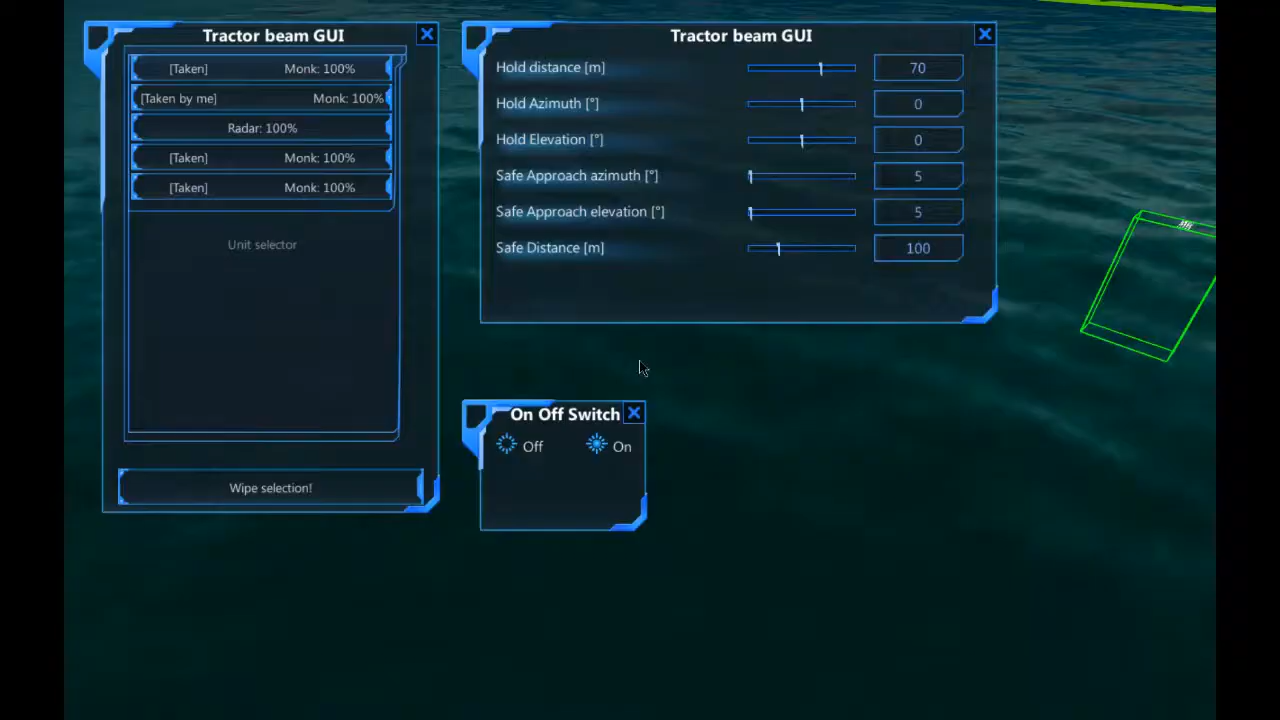 Tractor beam GUI
[Taken] Monk: 100%
[Taken by me] Monk: 100%
Radar: 100%
[Taken] Monk: 100%
[Taken] Monk: 100%
Unit selector
Wipe selection!
Tractor beam GUI
Hold distance [m] 70
Hold Azimuth [°] 0
Hold Elevation [°] 0
Safe Approach azimuth [°] 5
Safe Approach elevation [°] 5
Safe Distance [m] 100
On Off Switch
Off On